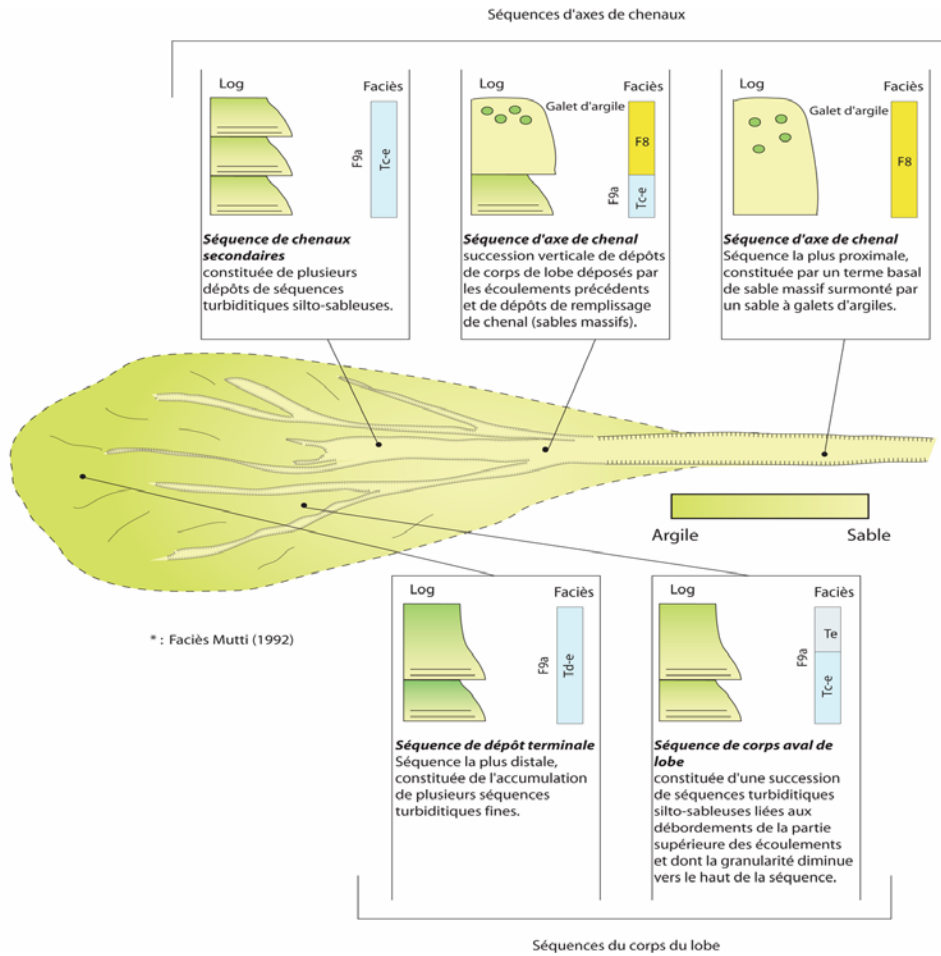 Séquences d'axes de chenaux
Log
Faciès
F9a
Tc-e
Séquence de chenaux
secondaires
constituée de plusieurs
dépôts de séquences
turbiditiques silto-sableuses.
Log
Faciès
Galet d'argile
F8
F9a
Tc-e
Séquence d'axe de chenal
succession verticale de dépôts
de corps de lobe déposés par
les écoulements précédents
et de dépôts de remplissage
de chenal (sables massifs).
Log
Faciès
Galet d'argile
F8
Séquence d'axe de chenal
Séquence la plus proximale,
constituée par un terme basal
de sable massif surmonté par
un sable à galets d'argiles.
Argile
Sable
* : Faciès Mutti (1992)
Log
Faciès
F9a
Td-e
Séquence de dépôt terminale
Séquence la plus distale,
constituée de l'accumulation
de plusieurs séquences
turbiditiques fines.
Log
Faciès
Te
F9a
Tc-e
Séquence de corps aval de
lobe
constituée d'une succession
de séquences turbiditiques
silto-sableuses liées aux
débordements de la partie
supérieure des écoulements
et dont la granularité diminue
vers le haut de la séquence.
Séquences du corps du lobe